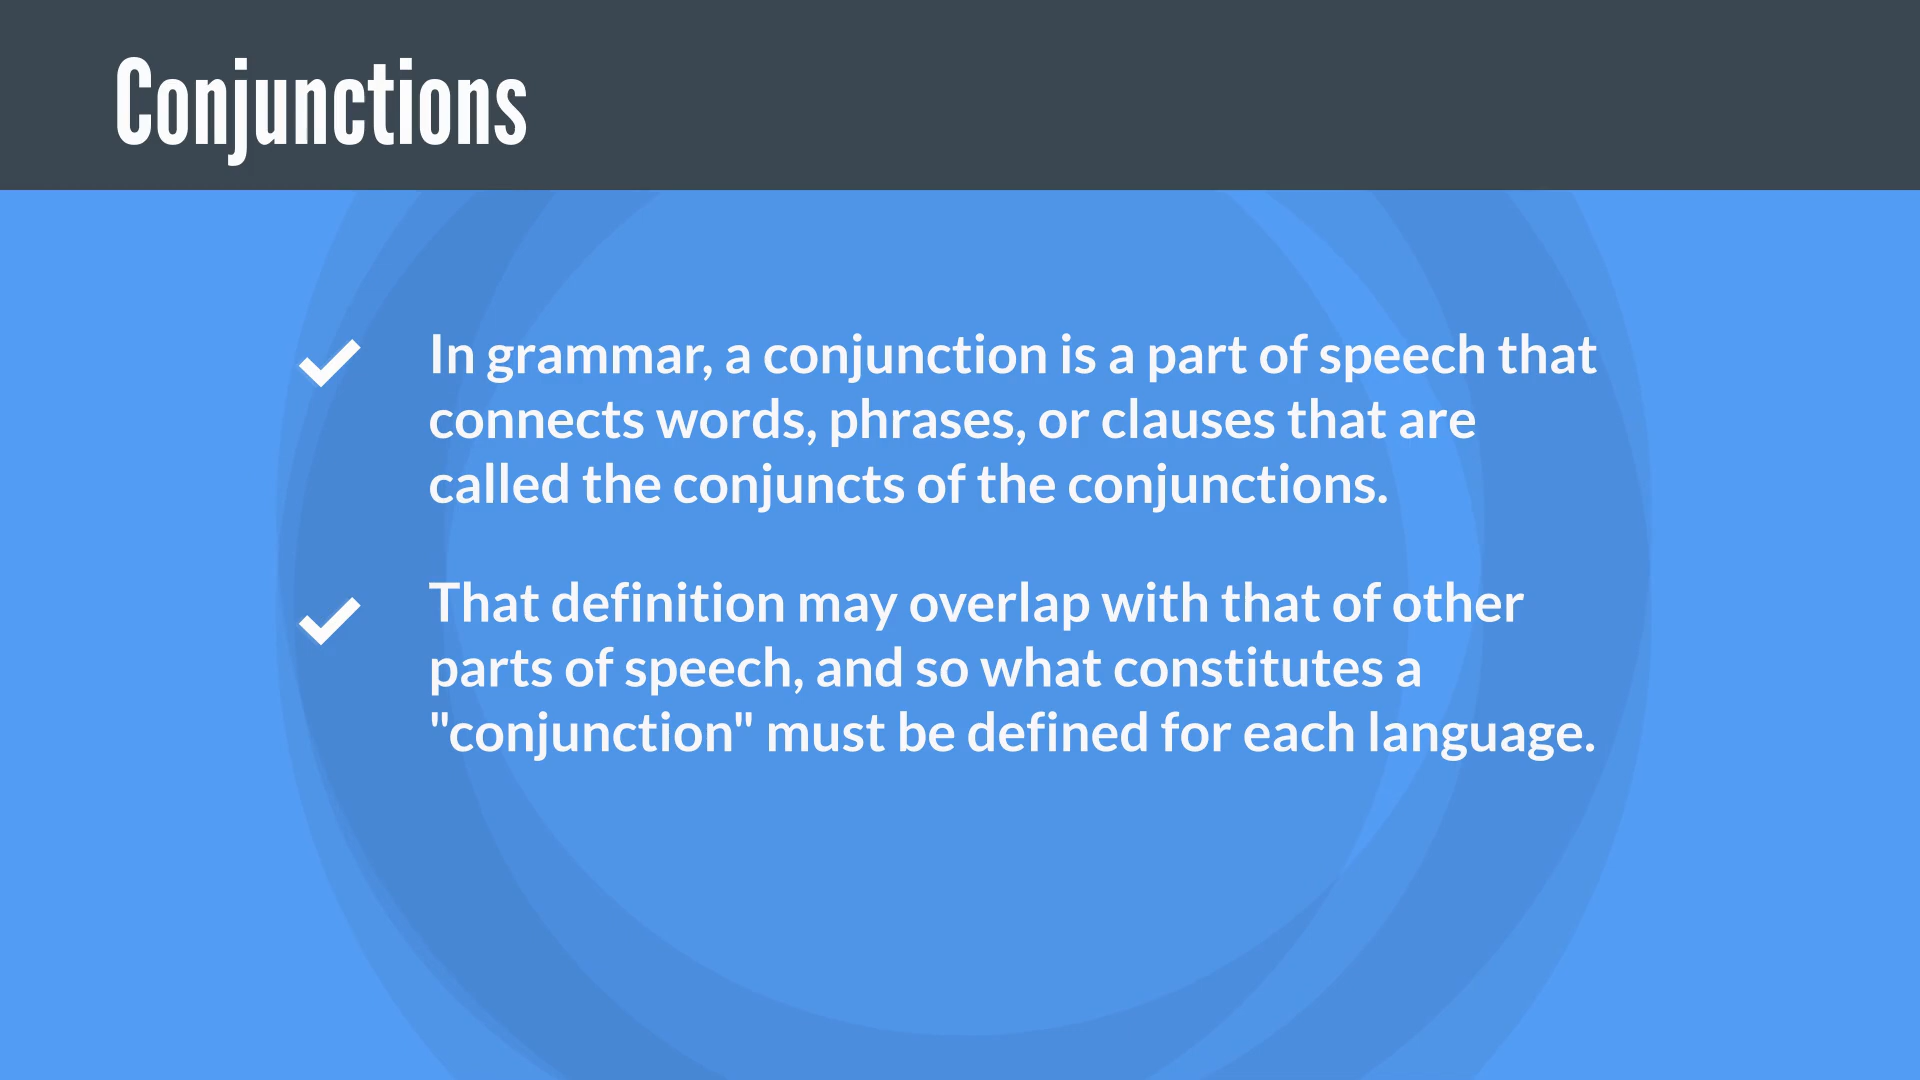 Conjunctions
In grammar, a conjunction is a part of speech that
connects words, phrases, or clauses that are
called the conjuncts of the conjunctions.
That definition may overlap with that of other
parts of speech, and so what constitutes a
"conjunction" must be defined for each language.